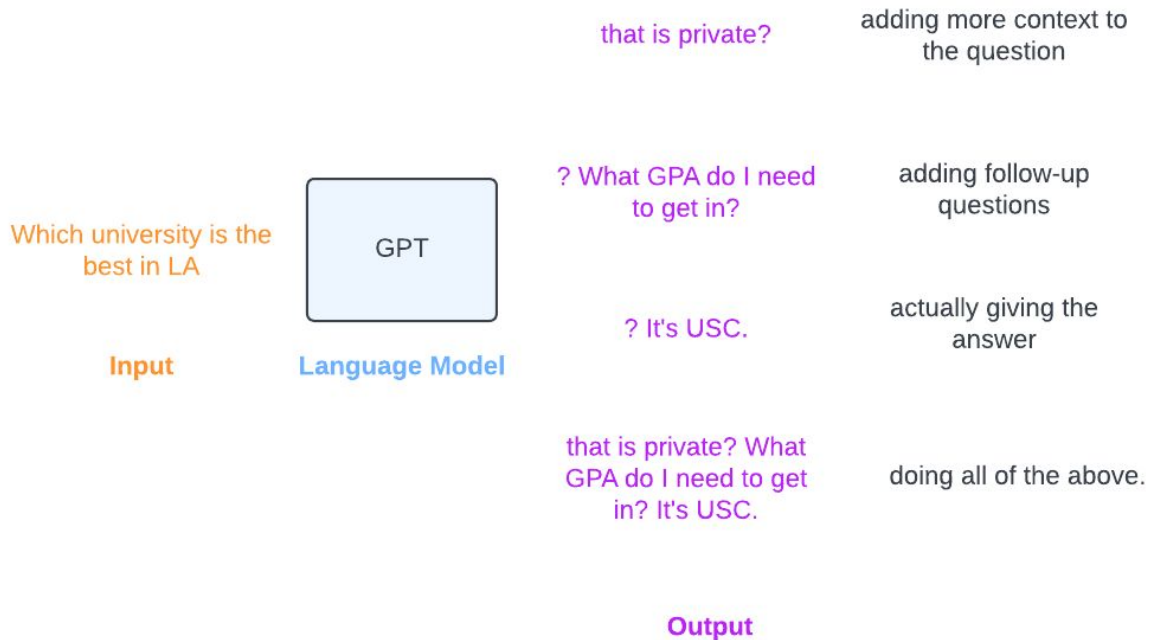 that is private?
adding more context to
the question
? What GPA do I need
to get in?
adding follow-up
questions
Which university is the
best in LA
GPT
? It's USC.
actually giving the
answer
Input
Language Model
that is private? What
GPA do I need to get
in? It's USC.
doing all of the above.
Output